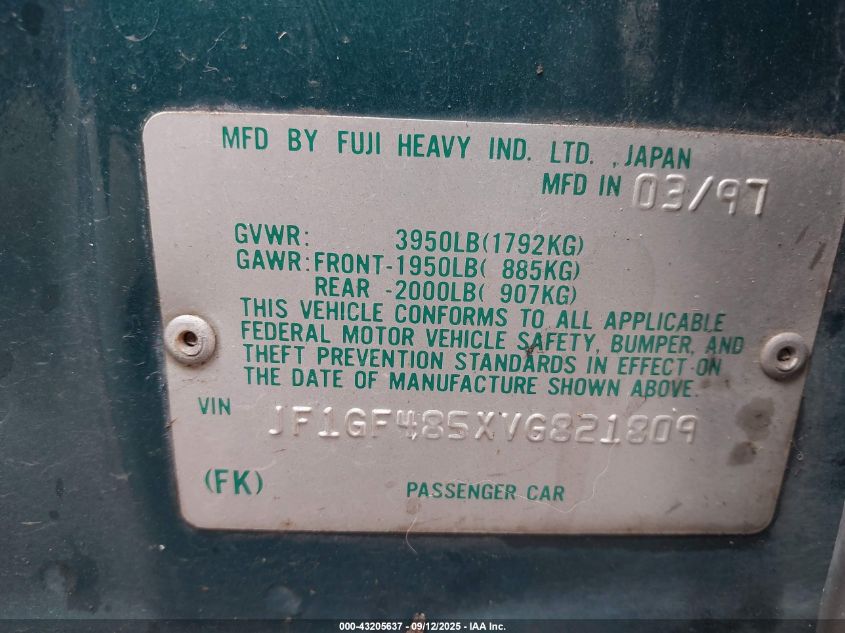 MFD BY FUJI HEAVY IND. LTD. , JAPAN
MFD IN 03/97
GVWR: 3950LB(1792KG)
GAWR:FRONT-1950LB( 885KG)
REAR -2000LB( 907KG)
THIS VEHICLE CONFORMS TO ALL APPLICABLE
FEDERAL MOTOR VEHICLE SAFETY, BUMPER, AND
THEFT PREVENTION STANDARDS IN EFFECT ON
THE DATE OF MANUFACTURE SHOWN ABOVE.
VIN JF1GF485XVG821809
(FK) PASSENGER CAR
000-43205637 - 09/12/2025 - IAA Inc.